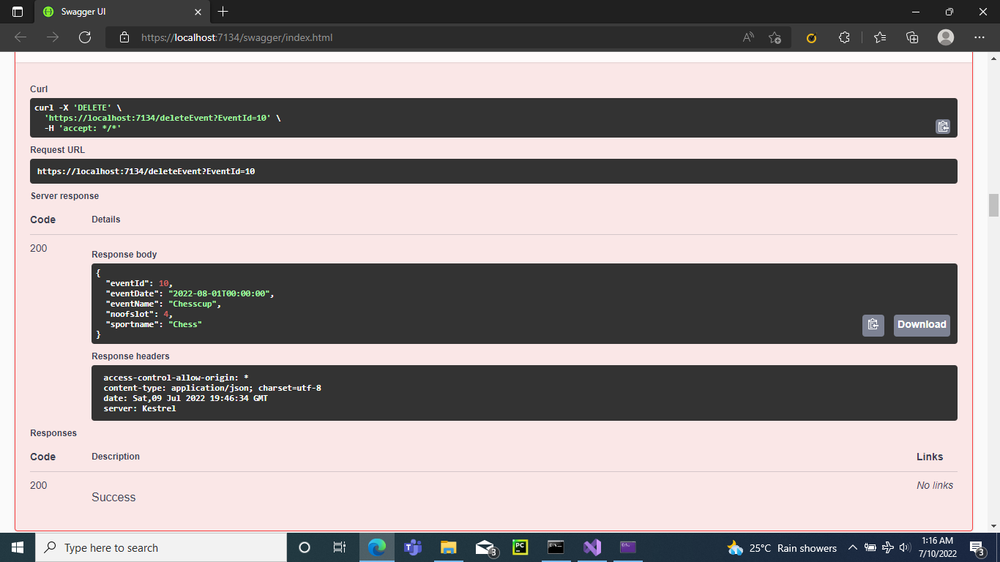 Swagger UI
https://localhost:7134/swagger/index.html
Curl
curl -X 'DELETE' \
'https://localhost:7134/deleteEvent?EventId=10' \
-H 'accept: */*'
Request URL
https://localhost:7134/deleteEvent?EventId=10
Server response
Code Details
200
Response body
{
"eventId": 10,
"eventDate": "2022-08-01T00:00:00",
"eventName": "Chesscup",
"noofslot": 4,
"sportname": "Chess"
}
Download
Response headers
access-control-allow-origin: *
content-type: application/json; charset=utf-8
date: Sat,09 Jul 2022 19:46:34 GMT
server: Kestrel
Responses
Code Description Links
200 No links
Success
Type here to search
3
PC
25°C Rain showers
1:16 AM
7/10/2022
3